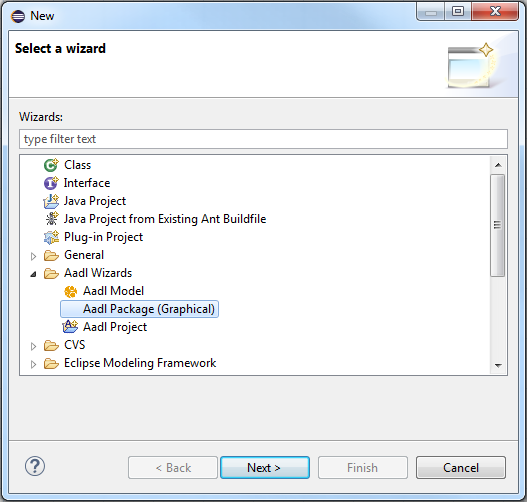 New
Select a wizard
Wizards:
type filter text
Class
Interface
Java Project
Java Project from Existing Ant Buildfile
Plug-in Project
General
Aadl Wizards
Aadl Model
Aadl Package (Graphical)
Aadl Project
CVS
Eclipse Modeling Framework
?
< Back
Next >
Finish
Cancel